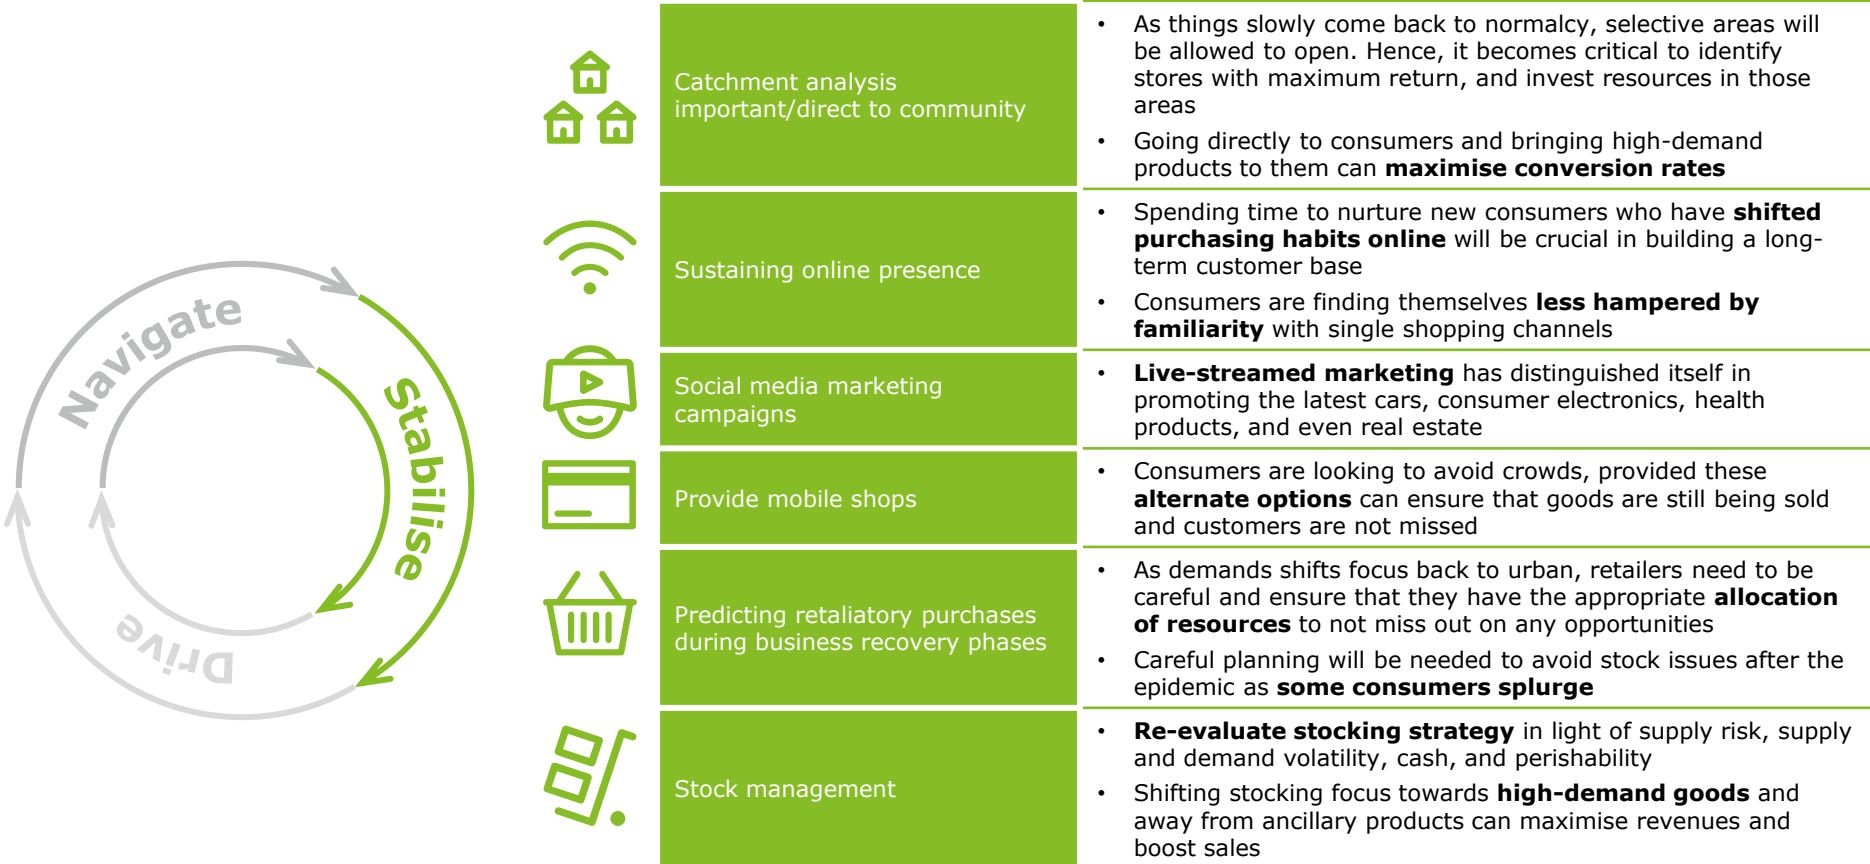 Navigate
Stabilise
Drive
Catchment analysis
important/direct to community
• As things slowly come back to normalcy, selective areas will
be allowed to open. Hence, it becomes critical to identify
stores with maximum return, and invest resources in those
areas
• Going directly to consumers and bringing high-demand
products to them can maximise conversion rates
Sustaining online presence
• Spending time to nurture new consumers who have shifted
purchasing habits online will be crucial in building a long-
term customer base
• Consumers are finding themselves less hampered by
familiarity with single shopping channels
Social media marketing
campaigns
• Live-streamed marketing has distinguished itself in
promoting the latest cars, consumer electronics, health
products, and even real estate
Provide mobile shops
• Consumers are looking to avoid crowds, provided these
alternate options can ensure that goods are still being sold
and customers are not missed
Predicting retaliatory purchases
during business recovery phases
• As demands shifts focus back to urban, retailers need to be
careful and ensure that they have the appropriate allocation
of resources to not miss out on any opportunities
• Careful planning will be needed to avoid stock issues after the
epidemic as some consumers splurge
Stock management
• Re-evaluate stocking strategy in light of supply risk, supply
and demand volatility, cash, and perishability
• Shifting stocking focus towards high-demand goods and
away from ancillary products can maximise revenues and
boost sales